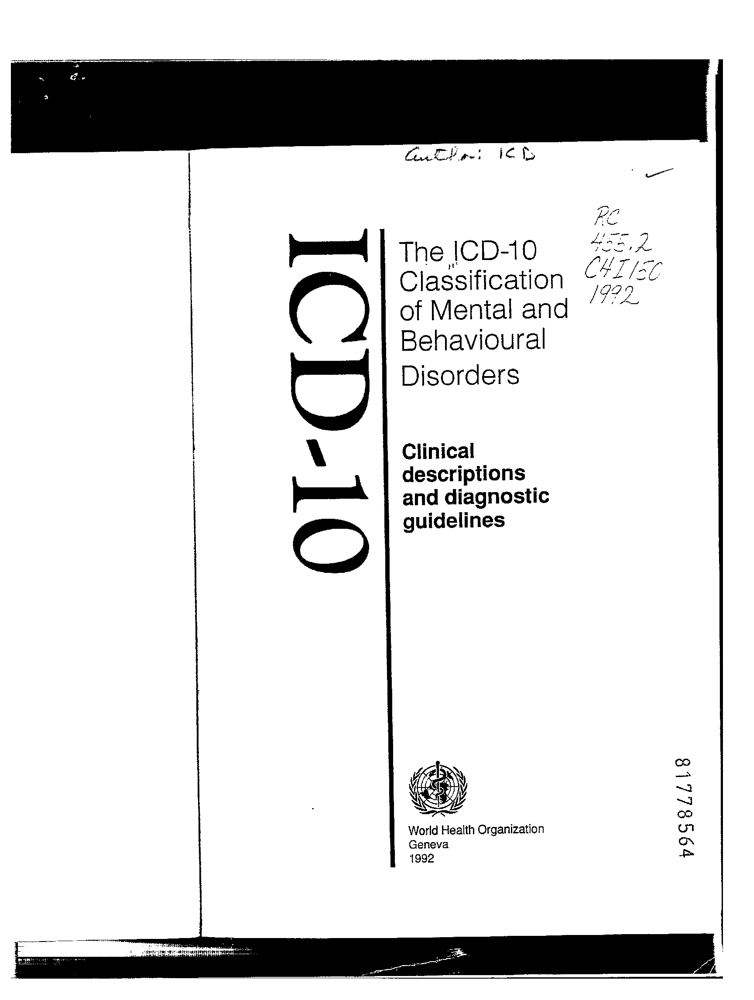 Author: ICD
RC
455.2
C4I15C
1992
ICD-10
The ICD-10
Classification
of Mental and
Behavioural
Disorders
Clinical
descriptions
and diagnostic
guidelines
World Health Organization
Geneva
1992
81778564